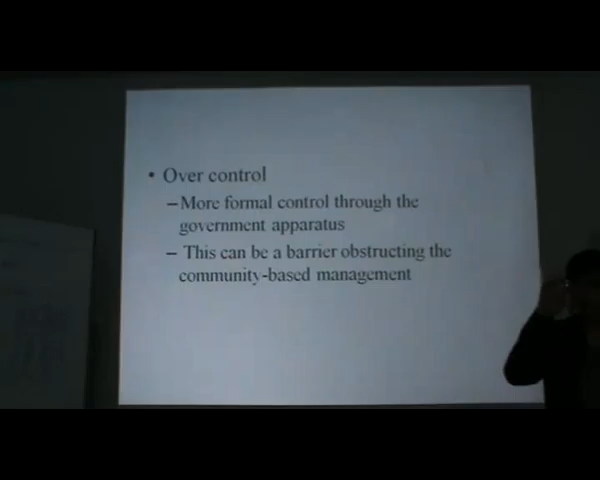 • Over control
–More formal control through the
government apparatus
– This can be a barrier obstructing the
community-based management